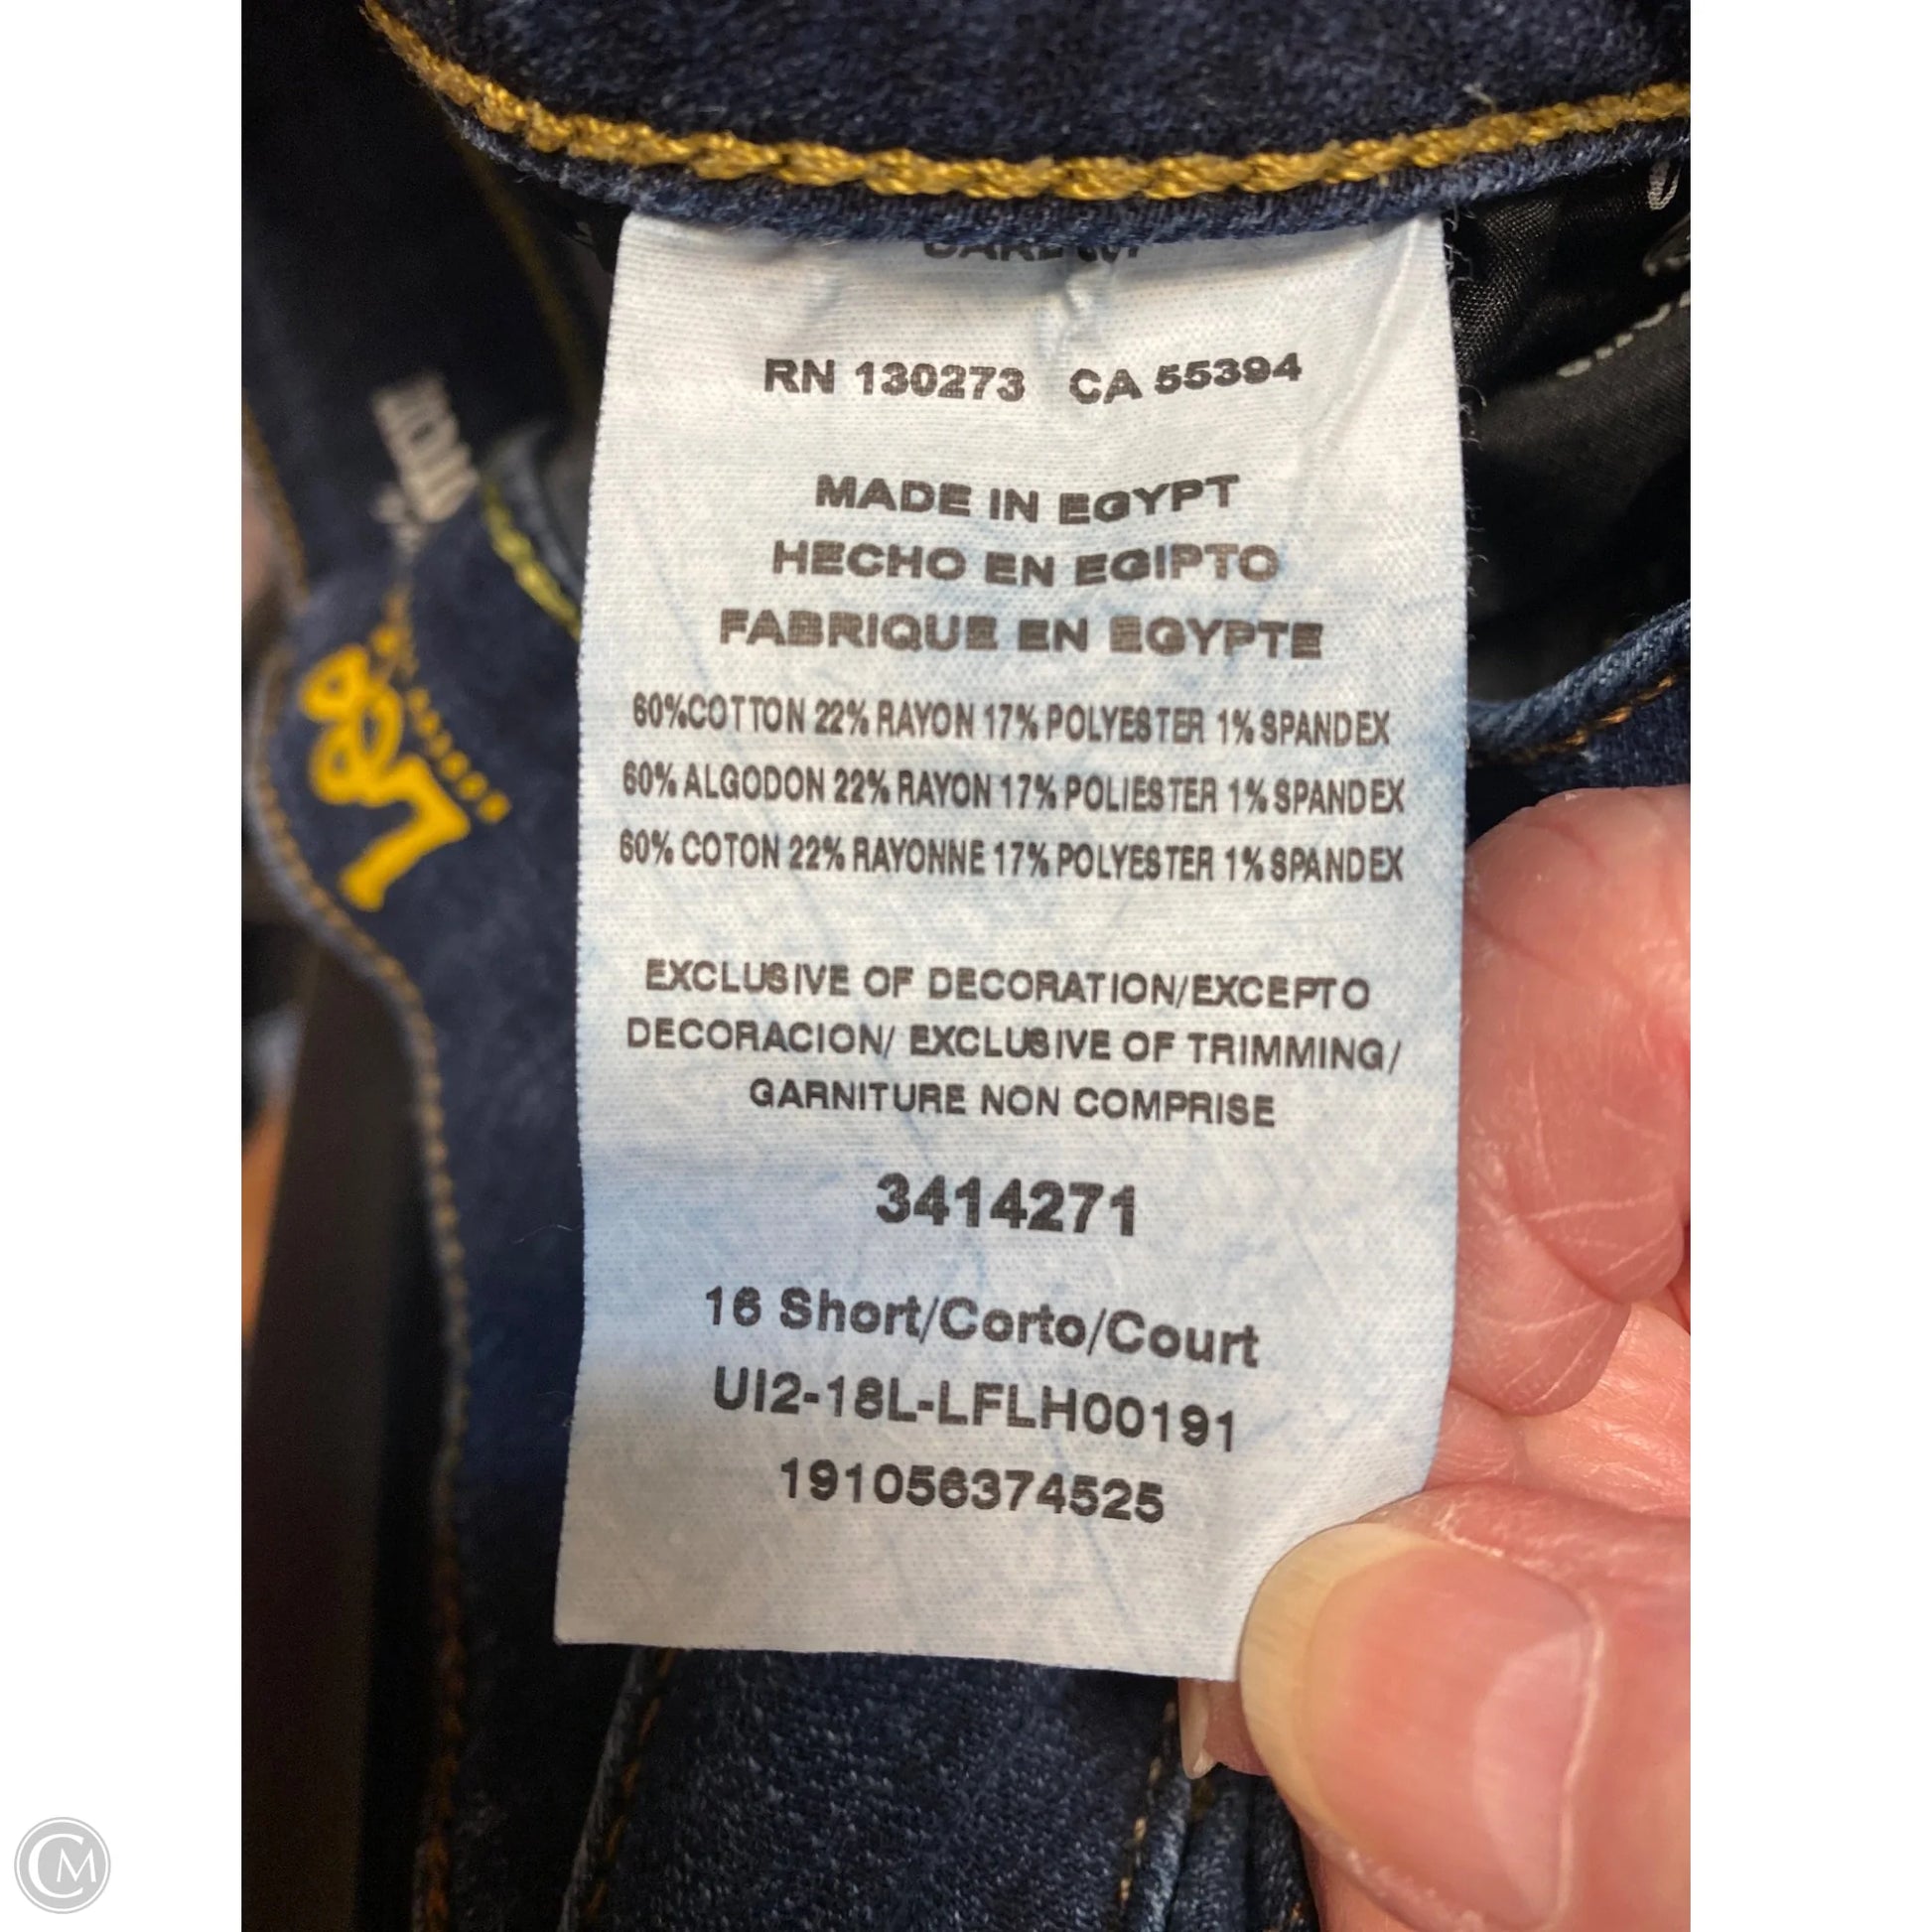 RN 130273 CA 55394
MADE IN EGYPT
HECHO EN EGIPTO
FABRIQUE EN EGYPTE
60%COTTON 22% RAYON 17% POLYESTER 1% SPANDEX
60% ALGODON 22% RAYON 17% POLIESTER 1% SPANDEX
60% COTON 22% RAYONNE 17% POLYESTER 1% SPANDEX
EXCLUSIVE OF DECORATION/EXCEPTO
DECORACION/ EXCLUSIVE OF TRIMMING/
GARNITURE NON COMPRISE
3414271
16 Short/Corto/Court
UI2-18L-LFLH00191
191056374525
Lee
CM